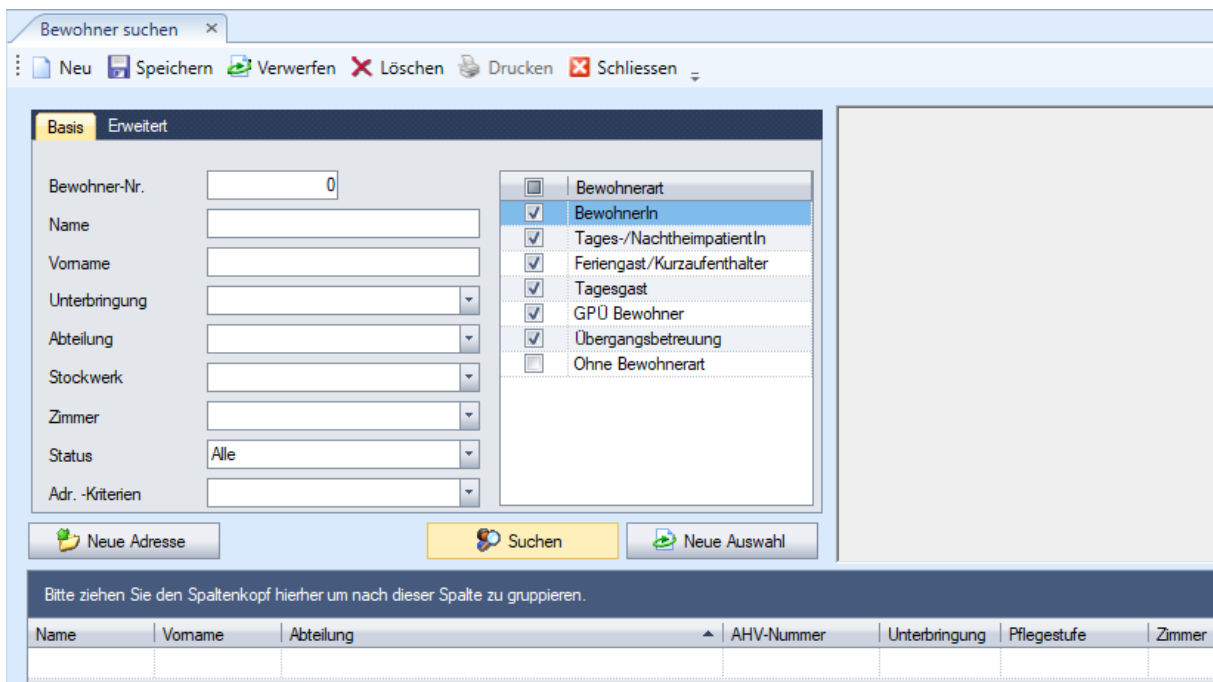 Bewohner suchen
Neu Speichern Verwerfen Löschen Drucken Schliessen
Basis Erweitert
Bewohner-Nr. 0
Name
Vorname
Unterbringung
Abteilung
Stockwerk
Zimmer
Status Alle
Adr. -Kriterien
Bewohnerart
BewohnerIn
Tages-/NachtheimpatientIn
Feriengast/Kurzaufenthalter
Tagesgast
GPÜ Bewohner
Übergangsbetreuung
Ohne Bewohnerart
Neue Adresse Suchen Neue Auswahl
Bitte ziehen Sie den Spaltenkopf hierher um nach dieser Spalte zu gruppieren.
Name Vorname Abteilung AHV-Nummer Unterbringung Pflegestufe Zimmer